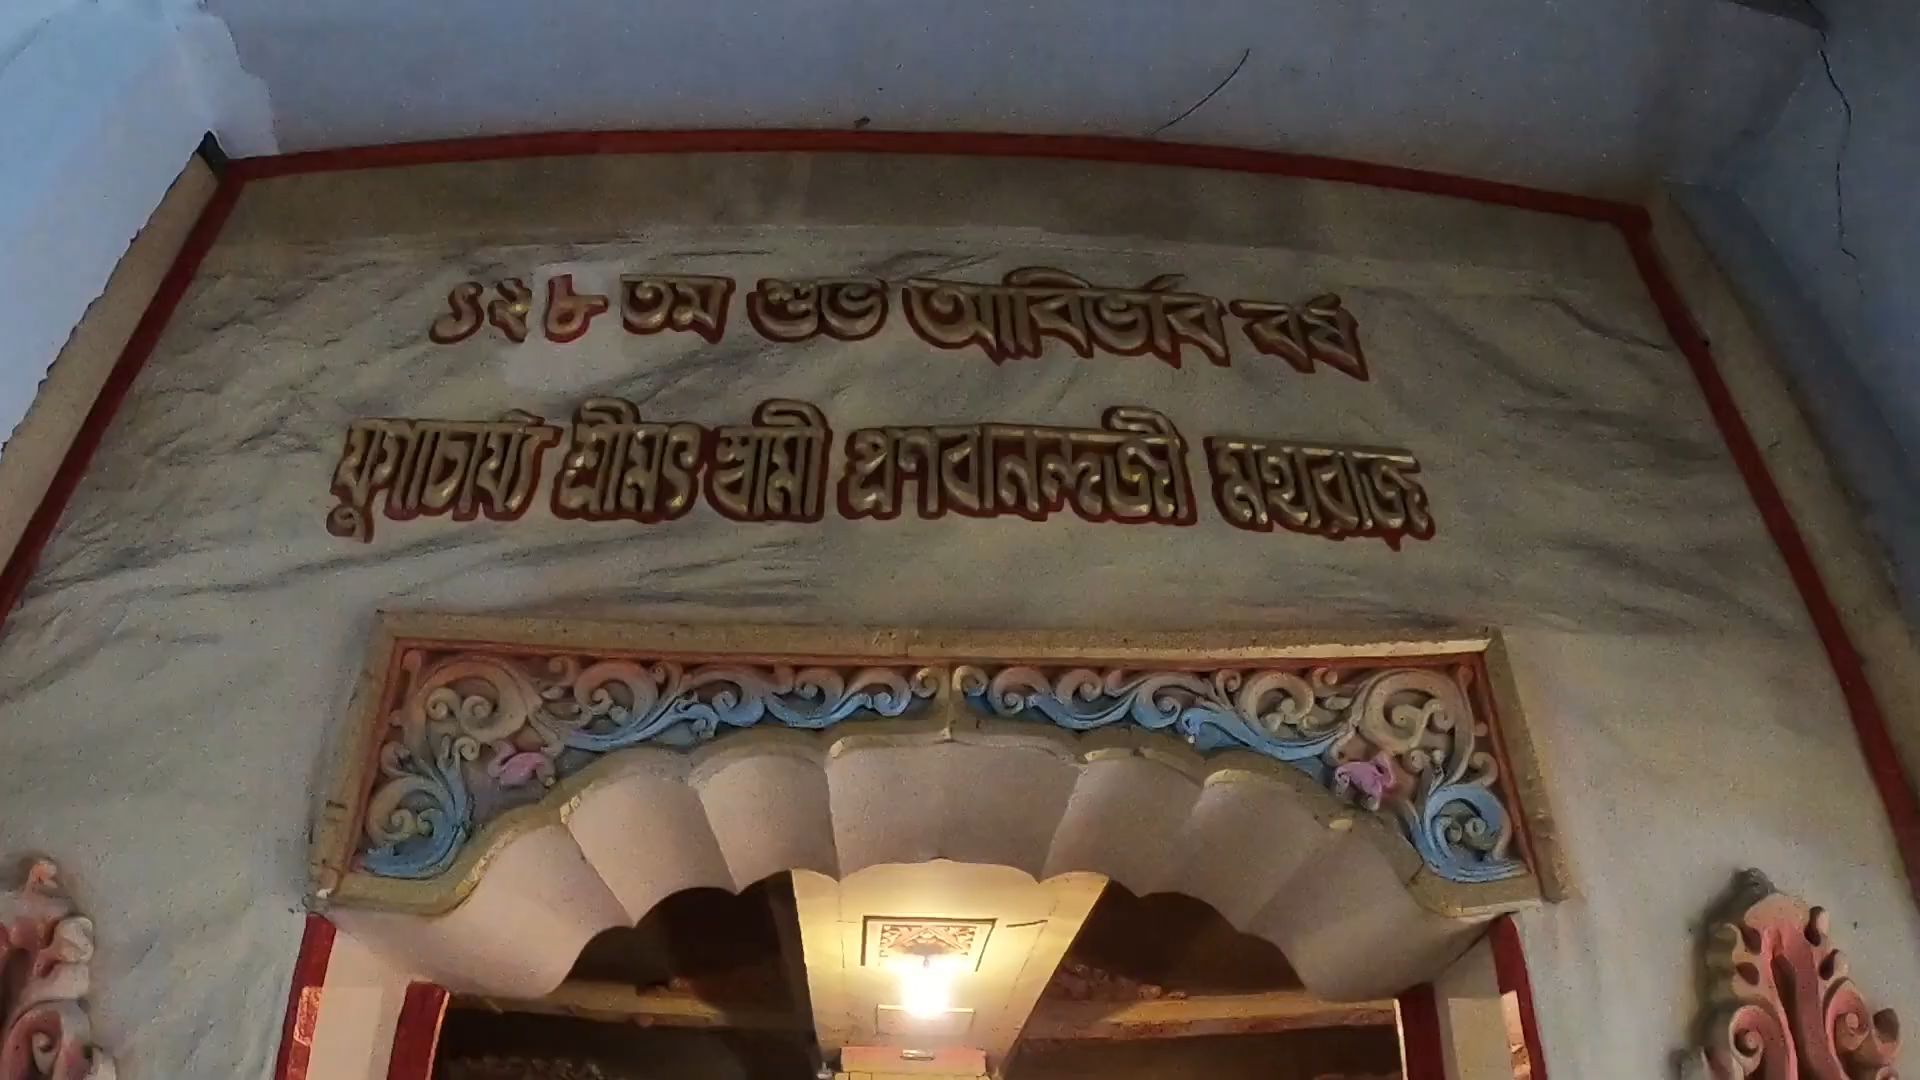 ১২৮ তম শুভ আবির্ভাব বর্ষ
যুগাচার্য্য শ্রীমৎ স্বামী প্রণবানন্দজী মহারাজ